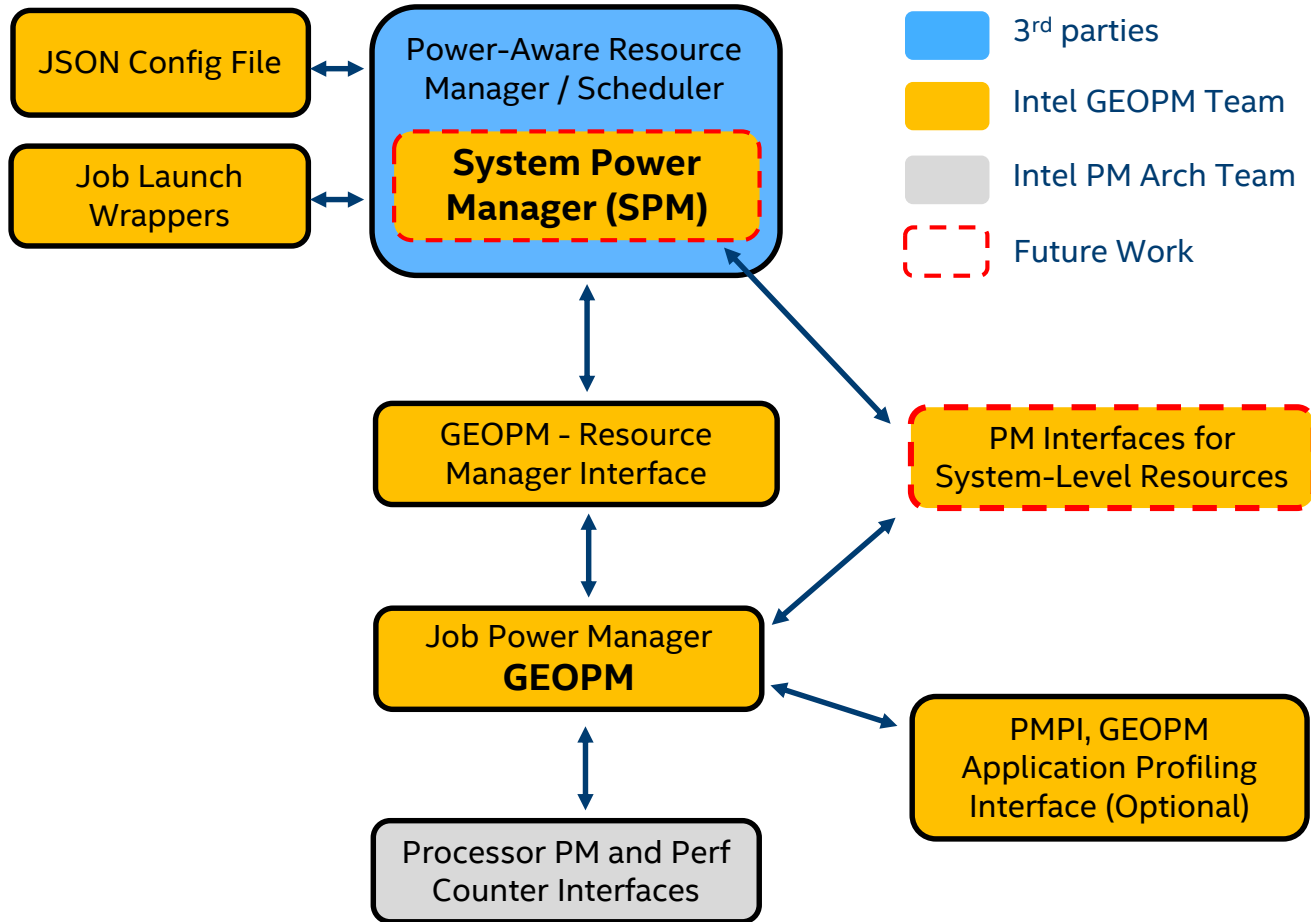 JSON Config File
Job Launch
Wrappers
Power-Aware Resource
Manager / Scheduler
System Power
Manager (SPM)
3rd parties
Intel GEOPM Team
Intel PM Arch Team
Future Work
GEOPM - Resource
Manager Interface
PM Interfaces for
System-Level Resources
Job Power Manager
GEOPM
PMPI, GEOPM
Application Profiling
Interface (Optional)
Processor PM and Perf
Counter Interfaces